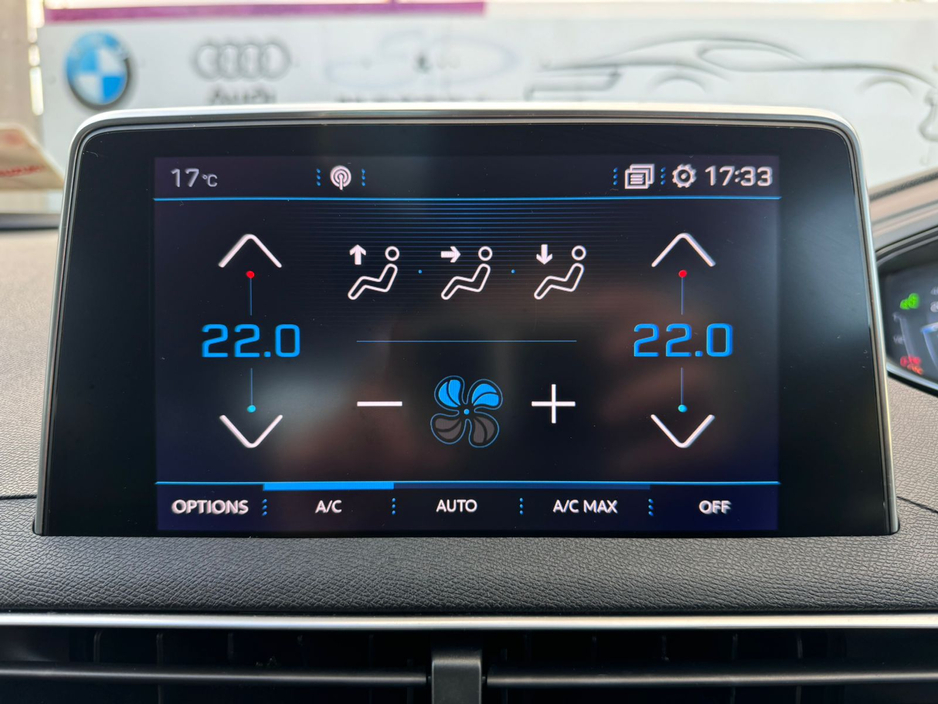 Audi
17°C
17:33
22.0
22.0
OPTIONS
A/C
AUTO
A/C MAX
OFF